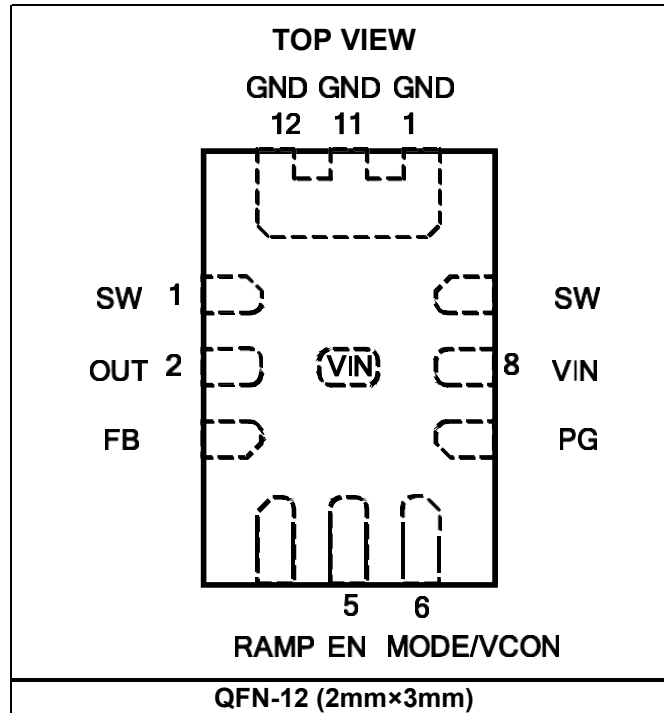 TOP VIEW
GND GND GND
12 11 1
SW 1 SW
OUT 2 VIN 8 VIN
FB PG
5 6
RAMP EN MODE/VCON
QFN-12 (2mm×3mm)